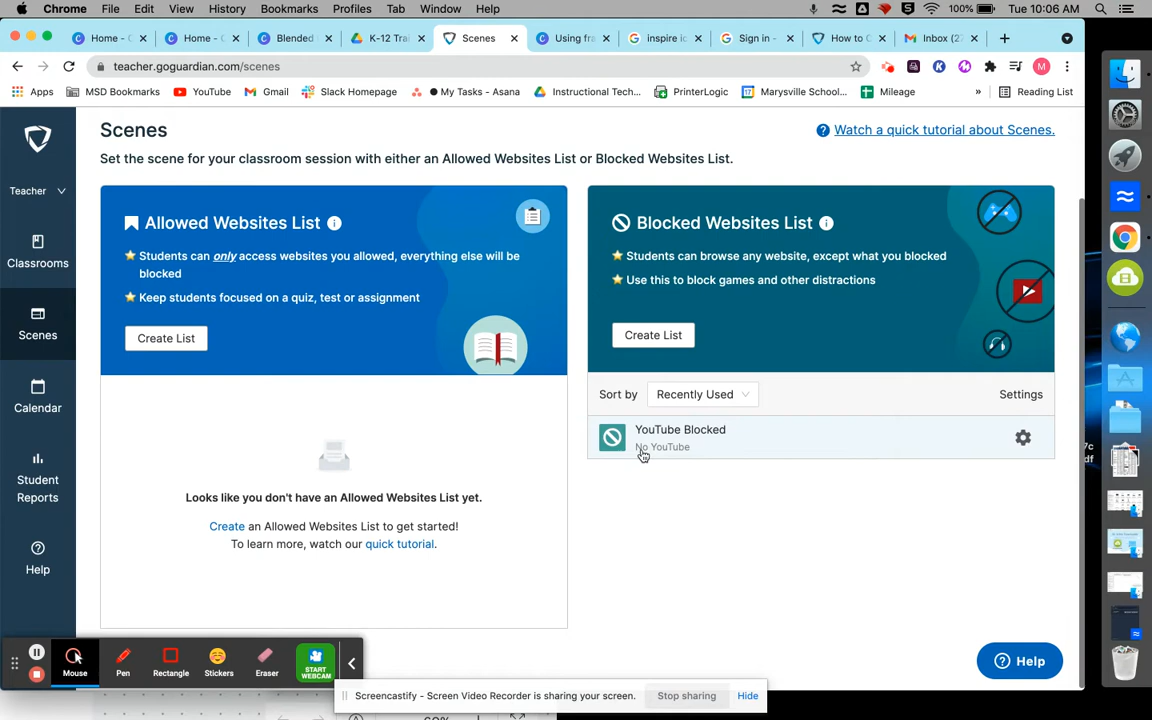 Chrome File Edit View History Bookmarks Profiles Tab Window Help 100% Tue 10:06 AM
Home - C Home - C Blended K-12 Trai Scenes Using fra inspire ic Sign in - How to C Inbox (2
teacher.goguardian.com/scenes
M
Apps MSD Bookmarks YouTube Gmail Slack Homepage My Tasks - Asana Instructional Tech... PrinterLogic Marysville School... Mileage » Reading List
Scenes
Watch a quick tutorial about Scenes.
Set the scene for your classroom session with either an Allowed Websites List or Blocked Websites List.
Teacher
Classrooms
Scenes
Calendar
Student
Reports
Help
Allowed Websites List
Students can only access websites you allowed, everything else will be
blocked
Keep students focused on a quiz, test or assignment
Create List
Looks like you don't have an Allowed Websites List yet.
Create an Allowed Websites List to get started!
To learn more, watch our quick tutorial.
Blocked Websites List
Students can browse any website, except what you blocked
Use this to block games and other distractions
Create List
Sort by Recently Used Settings
YouTube Blocked
No YouTube
7c
df
Help
Mouse Pen Rectangle Stickers Eraser START
WEBCAM
Screencastify - Screen Video Recorder is sharing your screen. Stop sharing Hide